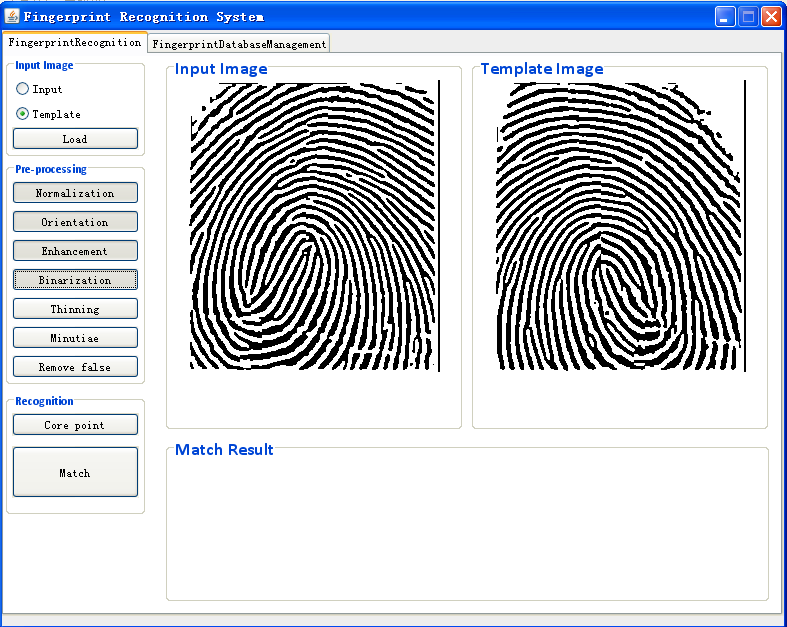 Fingerprint Recognition System
FingerprintRecognition
FingerprintDatabaseManagement
Input Image
Input
Template
Load
Pre-processing
Normalization
Orientation
Enhancement
Binarization
Thinning
Minutiae
Remove false
Recognition
Core point
Match
Input Image
Template Image
Match Result